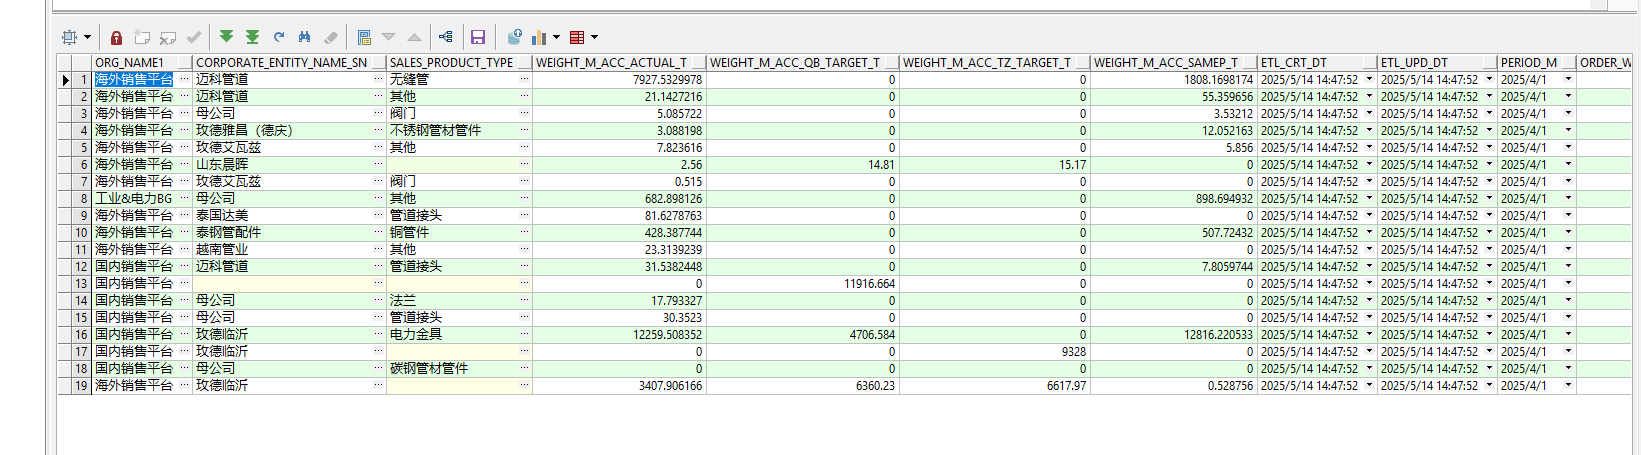 ORG_NAME1 CORPORATE_ENTITY_NAME_SN SALES_PRODUCT_TYPE WEIGHT_M_ACC_ACTUAL_T WEIGHT_M_ACC_QB_TARGET_T WEIGHT_M_ACC_TZ_TARGET_T WEIGHT_M_ACC_SAMEP_T ETL_CRT_DT ETL_UPD_DT PERIOD_M ORDER_W
1 海外销售平台 ··· 迈科管道 ··· 无缝管 ··· 7927.5329978 0 0 1808.1698174 2025/5/14 14:47:52 2025/5/14 14:47:52 2025/4/1
2 海外销售平台 ··· 迈科管道 ··· 其他 ··· 21.1427216 0 0 55.359656 2025/5/14 14:47:52 2025/5/14 14:47:52 2025/4/1
3 海外销售平台 ··· 母公司 ··· 阀门 ··· 5.085722 0 0 3.53212 2025/5/14 14:47:52 2025/5/14 14:47:52 2025/4/1
4 海外销售平台 ··· 玫德雅昌（德庆） ··· 不锈钢管材管件 ··· 3.088198 0 0 12.052163 2025/5/14 14:47:52 2025/5/14 14:47:52 2025/4/1
5 海外销售平台 ··· 玫德艾瓦兹 ··· 其他 ··· 7.823616 0 0 5.856 2025/5/14 14:47:52 2025/5/14 14:47:52 2025/4/1
6 海外销售平台 ··· 山东晨晖 ··· ··· 2.56 14.81 15.17 0 2025/5/14 14:47:52 2025/5/14 14:47:52 2025/4/1
7 海外销售平台 ··· 玫德艾瓦兹 ··· 阀门 ··· 0.515 0 0 0 2025/5/14 14:47:52 2025/5/14 14:47:52 2025/4/1
8 工业&电力BG ··· 母公司 ··· 其他 ··· 682.898126 0 0 898.694932 2025/5/14 14:47:52 2025/5/14 14:47:52 2025/4/1
9 海外销售平台 ··· 泰国达美 ··· 管道接头 ··· 81.6278763 0 0 0 2025/5/14 14:47:52 2025/5/14 14:47:52 2025/4/1
10 海外销售平台 ··· 泰钢管配件 ··· 铜管件 ··· 428.387744 0 0 507.72432 2025/5/14 14:47:52 2025/5/14 14:47:52 2025/4/1
11 海外销售平台 ··· 越南管业 ··· 其他 ··· 23.3139239 0 0 0 2025/5/14 14:47:52 2025/5/14 14:47:52 2025/4/1
12 国内销售平台 ··· 迈科管道 ··· 管道接头 ··· 31.5382448 0 0 7.8059744 2025/5/14 14:47:52 2025/5/14 14:47:52 2025/4/1
13 国内销售平台 ··· ··· ··· 0 11916.664 0 0 2025/5/14 14:47:52 2025/5/14 14:47:52 2025/4/1
14 国内销售平台 ··· 母公司 ··· 法兰 ··· 17.793327 0 0 0 2025/5/14 14:47:52 2025/5/14 14:47:52 2025/4/1
15 国内销售平台 ··· 母公司 ··· 管道接头 ··· 30.3523 0 0 0 2025/5/14 14:47:52 2025/5/14 14:47:52 2025/4/1
16 国内销售平台 ··· 玫德临沂 ··· 电力金具 ··· 12259.508352 4706.584 0 12816.220533 2025/5/14 14:47:52 2025/5/14 14:47:52 2025/4/1
17 国内销售平台 ··· 玫德临沂 ··· ··· 0 0 9328 0 2025/5/14 14:47:52 2025/5/14 14:47:52 2025/4/1
18 国内销售平台 ··· 母公司 ··· 碳钢管材管件 ··· 0 0 0 0 2025/5/14 14:47:52 2025/5/14 14:47:52 2025/4/1
19 海外销售平台 ··· 玫德临沂 ··· ··· 3407.906166 6360.23 6617.97 0.528756 2025/5/14 14:47:52 2025/5/14 14:47:52 2025/4/1